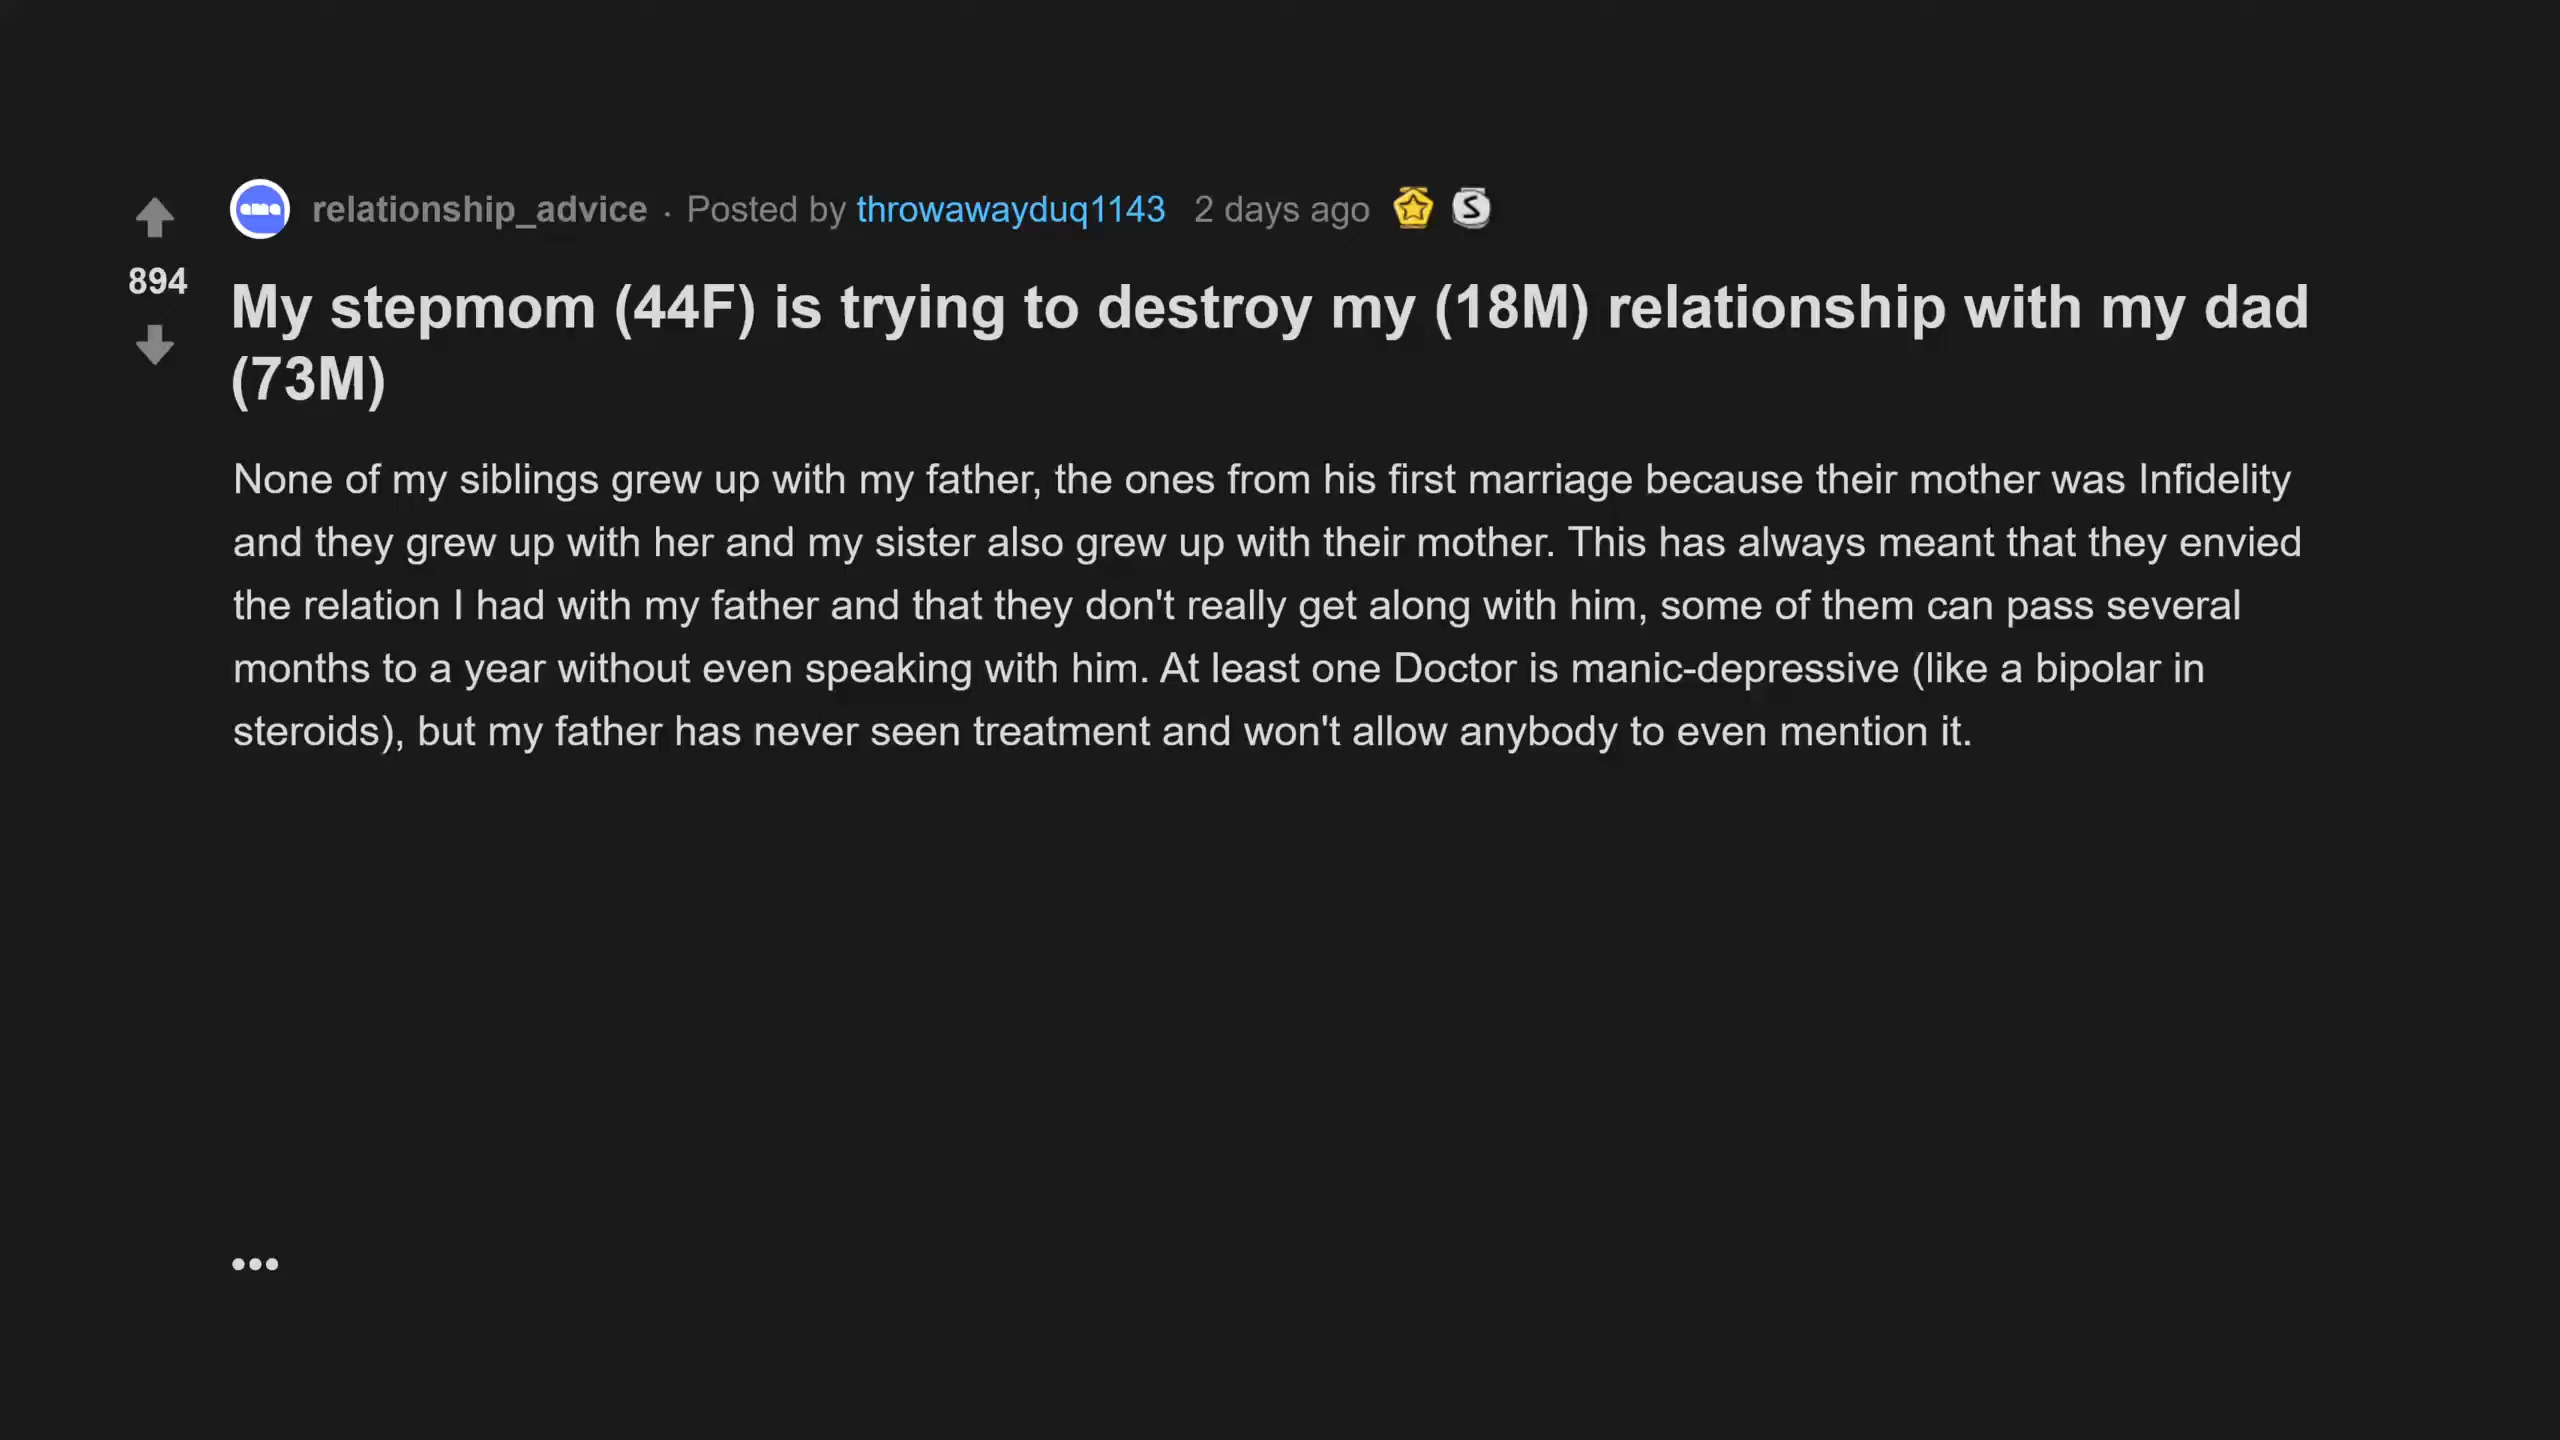 relationship_advice · Posted by throwawayduq1143 2 days ago
894
My stepmom (44F) is trying to destroy my (18M) relationship with my dad
(73M)
None of my siblings grew up with my father, the ones from his first marriage because their mother was Infidelity
and they grew up with her and my sister also grew up with their mother. This has always meant that they envied
the relation I had with my father and that they don't really get along with him, some of them can pass several
months to a year without even speaking with him. At least one Doctor is manic-depressive (like a bipolar in
steroids), but my father has never seen treatment and won't allow anybody to even mention it.
•••